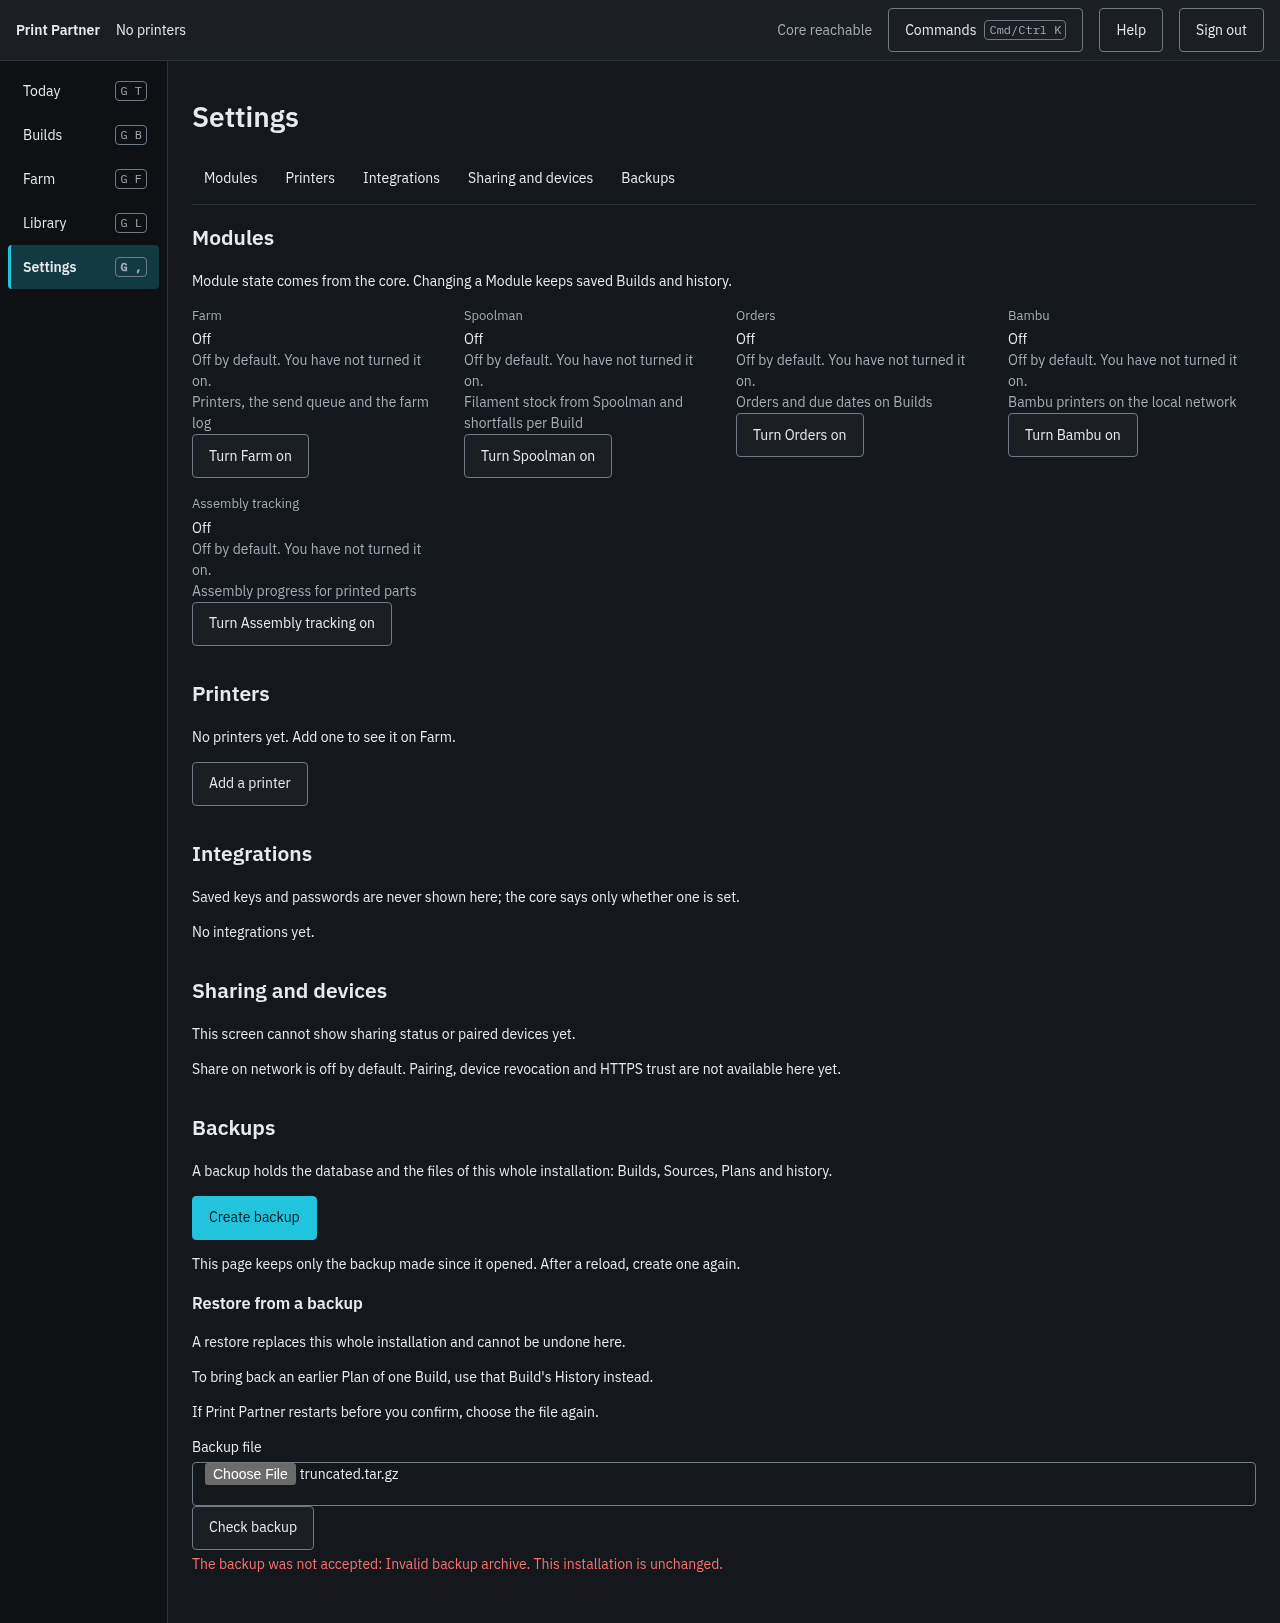 Print Partner No printers Core reachable Commands Cmd/Ctrl K Help Sign out
Today G T
Builds G B
Farm G F
Library G L
Settings G ,
Settings
Modules Printers Integrations Sharing and devices Backups
Modules
Module state comes from the core. Changing a Module keeps saved Builds and history.
Farm
Off
Off by default. You have not turned it
on.
Printers, the send queue and the farm
log
Turn Farm on
Spoolman
Off
Off by default. You have not turned it
on.
Filament stock from Spoolman and
shortfalls per Build
Turn Spoolman on
Orders
Off
Off by default. You have not turned it
on.
Orders and due dates on Builds
Turn Orders on
Bambu
Off
Off by default. You have not turned it
on.
Bambu printers on the local network
Turn Bambu on
Assembly tracking
Off
Off by default. You have not turned it
on.
Assembly progress for printed parts
Turn Assembly tracking on
Printers
No printers yet. Add one to see it on Farm.
Add a printer
Integrations
Saved keys and passwords are never shown here; the core says only whether one is set.
No integrations yet.
Sharing and devices
This screen cannot show sharing status or paired devices yet.
Share on network is off by default. Pairing, device revocation and HTTPS trust are not available here yet.
Backups
A backup holds the database and the files of this whole installation: Builds, Sources, Plans and history.
Create backup
This page keeps only the backup made since it opened. After a reload, create one again.
Restore from a backup
A restore replaces this whole installation and cannot be undone here.
To bring back an earlier Plan of one Build, use that Build's History instead.
If Print Partner restarts before you confirm, choose the file again.
Backup file
Choose File truncated.tar.gz
Check backup
The backup was not accepted: Invalid backup archive. This installation is unchanged.